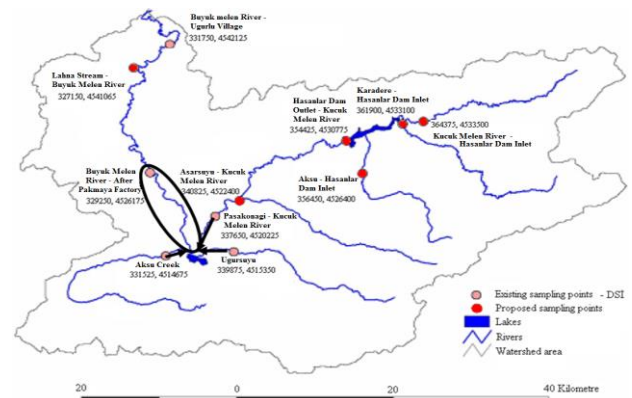 Buyuk melen River -
Ugurlu Village
331750, 4542125
Lahna Stream -
Buyuk Melen River
327150, 4541065
Karadere -
Hasanlar Dam Inlet
361900, 4533100
Hasanlar Dam
Outlet - Kucuk
Melen River
354425, 4530775
364375, 4533500
Kucuk Melen River -
Hasanlar Dam Inlet
Buyuk Melen
River - After
Pakmaya Factory
329250, 4526175
Asarsuyu - Kucuk
Melen River
340825, 4522400
Aksu - Hasanlar
Dam Inlet
356450, 4526400
Pasakonagi - Kucuk
Melen River
337650, 4520225
Aksu Creek
331525, 4514675
Ugursuyu
339875, 4515350
Existing sampling points - DSI
Proposed sampling points
Lakes
Rivers
Watershed area
20 0 20 40 Kilometre